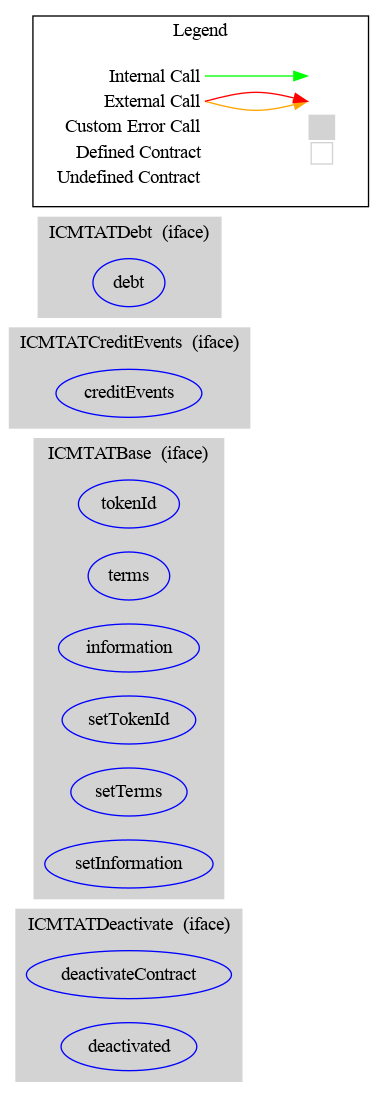 Legend
Internal Call
External Call
Custom Error Call
Defined Contract
Undefined Contract
ICMTATDebt (iface)
debt
ICMTATCreditEvents (iface)
creditEvents
ICMTATBase (iface)
tokenId
terms
information
setTokenId
setTerms
setInformation
ICMTATDeactivate (iface)
deactivateContract
deactivated